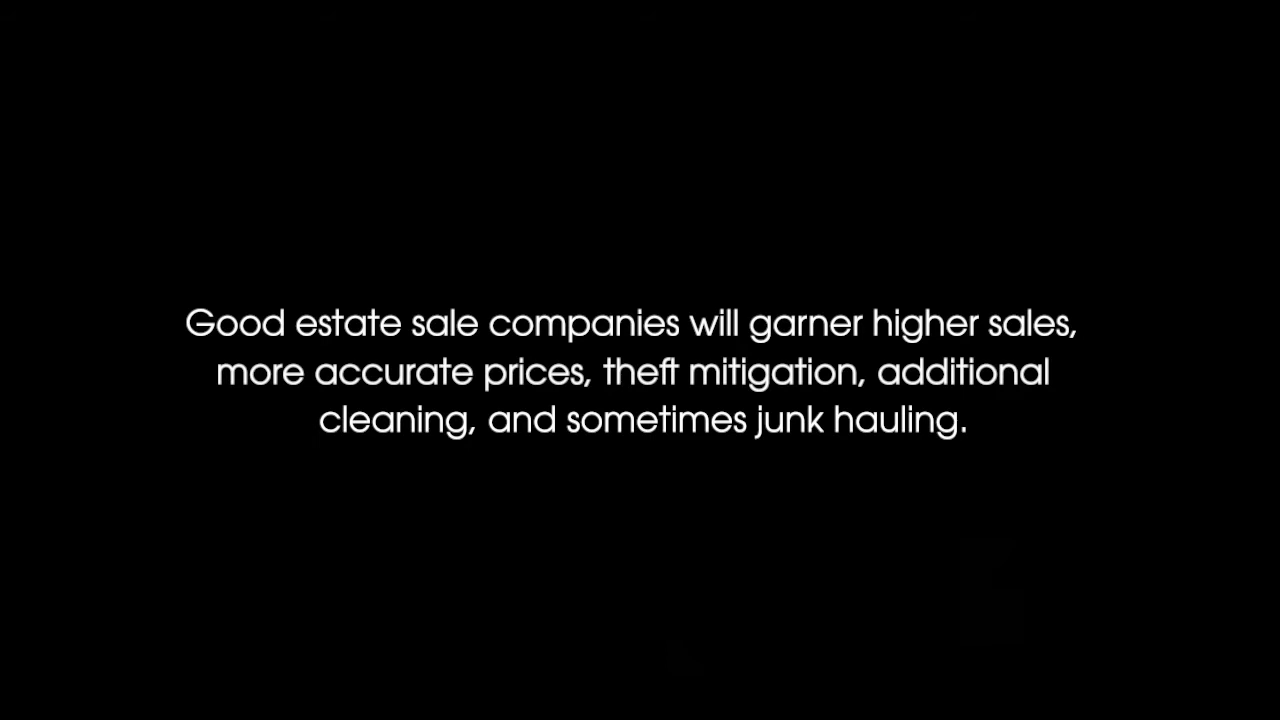 Good estate sale companies will garner higher sales,
more accurate prices, theft mitigation, additional
cleaning, and sometimes junk hauling.